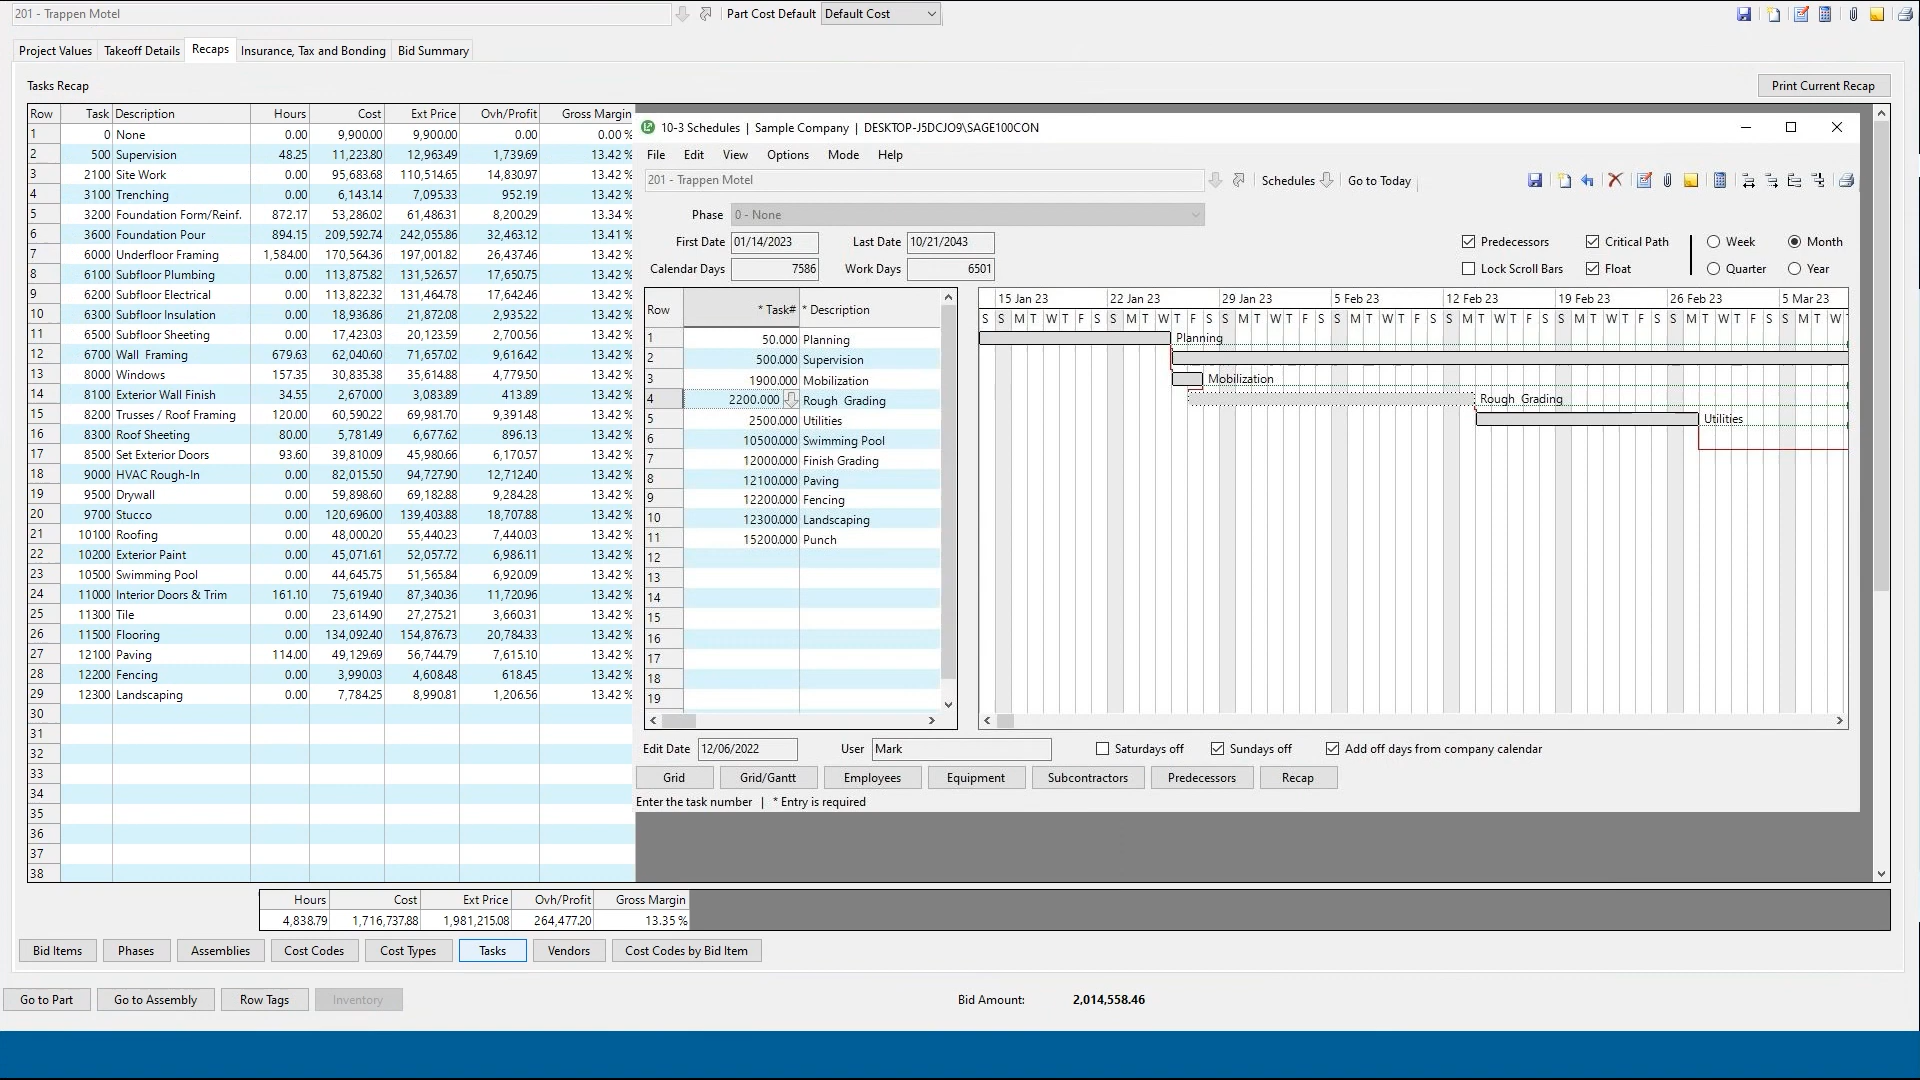 201 - Trappen Motel
Part Cost Default Default Cost
Project Values Takeoff Details Recaps Insurance, Tax and Bonding Bid Summary
Tasks Recap
Print Current Recap
Row Task Description Hours Cost Ext Price Ovh/Profit Gross Margin
1 0 None 0.00 9,900.00 9,900.00 0.00 0.00 %
2 500 Supervision 48.25 11,223.80 12,963.49 1,739.69 13.42 %
3 2100 Site Work 0.00 95,683.68 110,514.65 14,830.97 13.42 %
4 3100 Trenching 0.00 6,143.14 7,095.33 952.19 13.42 %
5 3200 Foundation Form/Reinf. 872.17 53,286.02 61,486.31 8,200.29 13.34 %
6 3600 Foundation Pour 894.15 209,592.74 242,055.86 32,463.12 13.41 %
7 6000 Underfloor Framing 1,584.00 170,564.36 197,001.82 26,437.46 13.42 %
8 6100 Subfloor Plumbing 0.00 113,875.82 131,526.57 17,650.75 13.42 %
9 6200 Subfloor Electrical 0.00 113,822.32 131,464.78 17,642.46 13.42 %
10 6300 Subfloor Insulation 0.00 18,936.86 21,872.08 2,935.22 13.42 %
11 6500 Subfloor Sheeting 0.00 17,423.03 20,123.59 2,700.56 13.42 %
12 6700 Wall Framing 679.63 62,040.60 71,657.02 9,616.42 13.42 %
13 8000 Windows 157.35 30,835.38 35,614.88 4,779.50 13.42 %
14 8100 Exterior Wall Finish 34.55 2,670.00 3,083.89 413.89 13.42 %
15 8200 Trusses / Roof Framing 120.00 60,590.22 69,981.70 9,391.48 13.42 %
16 8300 Roof Sheeting 80.00 5,781.49 6,677.62 896.13 13.42 %
17 8500 Set Exterior Doors 93.60 39,810.09 45,980.66 6,170.57 13.42 %
18 9000 HVAC Rough-In 0.00 82,015.50 94,727.90 12,712.40 13.42 %
19 9500 Drywall 0.00 59,898.60 69,182.88 9,284.28 13.42 %
20 9700 Stucco 0.00 120,696.00 139,403.88 18,707.88 13.42 %
21 10100 Roofing 0.00 48,000.20 55,440.23 7,440.03 13.42 %
22 10200 Exterior Paint 0.00 45,071.61 52,057.72 6,986.11 13.42 %
23 10500 Swimming Pool 0.00 44,645.75 51,565.84 6,920.09 13.42 %
24 11000 Interior Doors & Trim 161.10 75,619.40 87,340.36 11,720.96 13.42 %
25 11300 Tile 0.00 23,614.90 27,275.21 3,660.31 13.42 %
26 11500 Flooring 0.00 134,092.40 154,876.73 20,784.33 13.42 %
27 12100 Paving 114.00 49,129.69 56,744.79 7,615.10 13.42 %
28 12200 Fencing 0.00 3,990.03 4,608.48 618.45 13.42 %
29 12300 Landscaping 0.00 7,784.25 8,990.81 1,206.56 13.42 %
30
31
32
33
34
35
36
37
38
10-3 Schedules | Sample Company | DESKTOP-J5DCJO9\SAGE100CON
File Edit View Options Mode Help
201 - Trappen Motel
Schedules Go to Today
Phase 0 - None
First Date 01/14/2023 Last Date 10/21/2043
Calendar Days 7586 Work Days 6501
Predecessors Critical Path Week Month
Lock Scroll Bars Float Quarter Year
Row * Task# * Description
1 50.000 Planning
2 500.000 Supervision
3 1900.000 Mobilization
4 2200.000 Rough Grading
5 2500.000 Utilities
6 10500.000 Swimming Pool
7 12000.000 Finish Grading
8 12100.000 Paving
9 12200.000 Fencing
10 12300.000 Landscaping
11 15200.000 Punch
12
13
14
15
16
17
18
19
15 Jan 23 22 Jan 23 29 Jan 23 5 Feb 23 12 Feb 23 19 Feb 23 26 Feb 23 5 Mar 23
S S M T W T F S S M T W T F S S M T W T F S S M T W T F S S M T W T F S S M T W T F S S M T W T F S S M T W
Planning
Mobilization
Rough Grading
Utilities
Edit Date 12/06/2022 User Mark Saturdays off Sundays off Add off days from company calendar
Grid Grid/Gantt Employees Equipment Subcontractors Predecessors Recap
Enter the task number | * Entry is required
Hours Cost Ext Price Ovh/Profit Gross Margin
4,838.79 1,716,737.88 1,981,215.08 264,477.20 13.35 %
Bid Items Phases Assemblies Cost Codes Cost Types Tasks Vendors Cost Codes by Bid Item
Go to Part Go to Assembly Row Tags Inventory
Bid Amount: 2,014,558.46